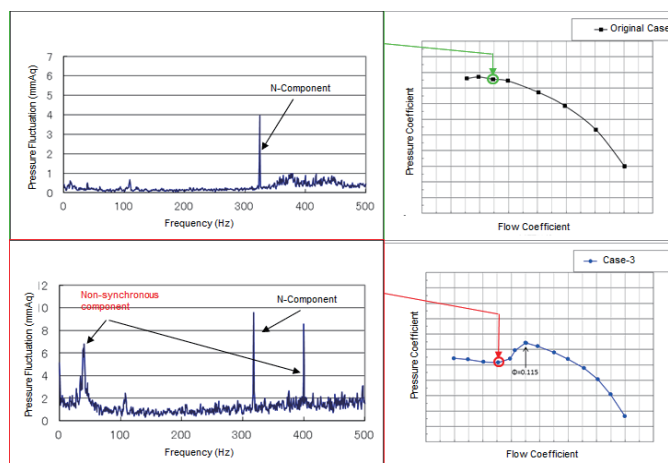 Pressure Fluctuation (mmAq)
7
6
5
4
3
2
1
0
0 100 200 300 400 500
Frequency (Hz)
N-Component
Original Case
Pressure Coefficient
Flow Coefficient
Pressure Fluctuation (mmAq)
12
10
8
6
4
2
0
0 100 200 300 400 500
Frequency (Hz)
Non-synchronous
component
N-Component
Case-3
Pressure Coefficient
Φ=0.115
Flow Coefficient